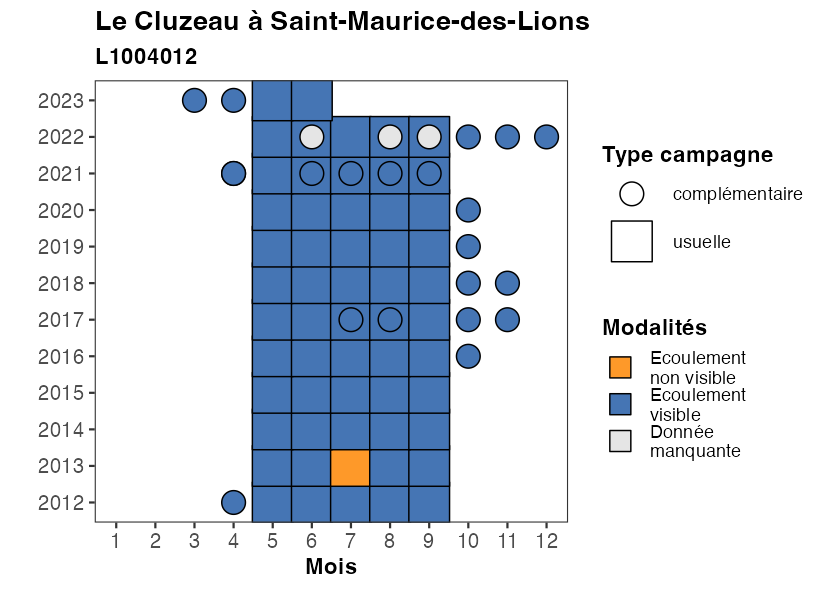 Le Cluzeau à Saint-Maurice-des-Lions
L1004012
2023
2022
2021
2020
2019
2018
2017
2016
2015
2014
2013
2012
1 2 3 4 5 6 7 8 9 10 11 12
Mois
Type campagne
complémentaire
usuelle
Modalités
Ecoulement
non visible
Ecoulement
visible
Donnée
manquante